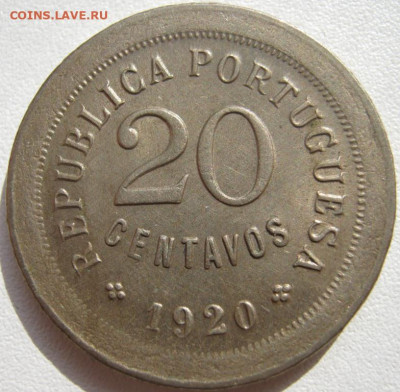 COINS.LAVE.RU
REPUBLICA PORTUGUESA
20
CENTAVOS
1920